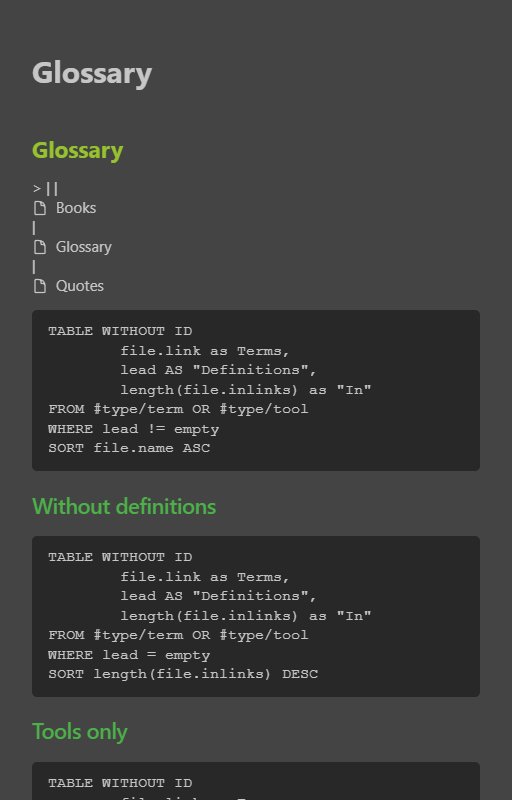 Glossary
Glossary
> | |
Books
|
Glossary
|
Quotes
TABLE WITHOUT ID
        file.link as Terms,
        lead AS "Definitions",
        length(file.inlinks) as "In"
FROM #type/term OR #type/tool
WHERE lead != empty
SORT file.name ASC
Without definitions
TABLE WITHOUT ID
        file.link as Terms,
        lead AS "Definitions",
        length(file.inlinks) as "In"
FROM #type/term OR #type/tool
WHERE lead = empty
SORT length(file.inlinks) DESC
Tools only
TABLE WITHOUT ID